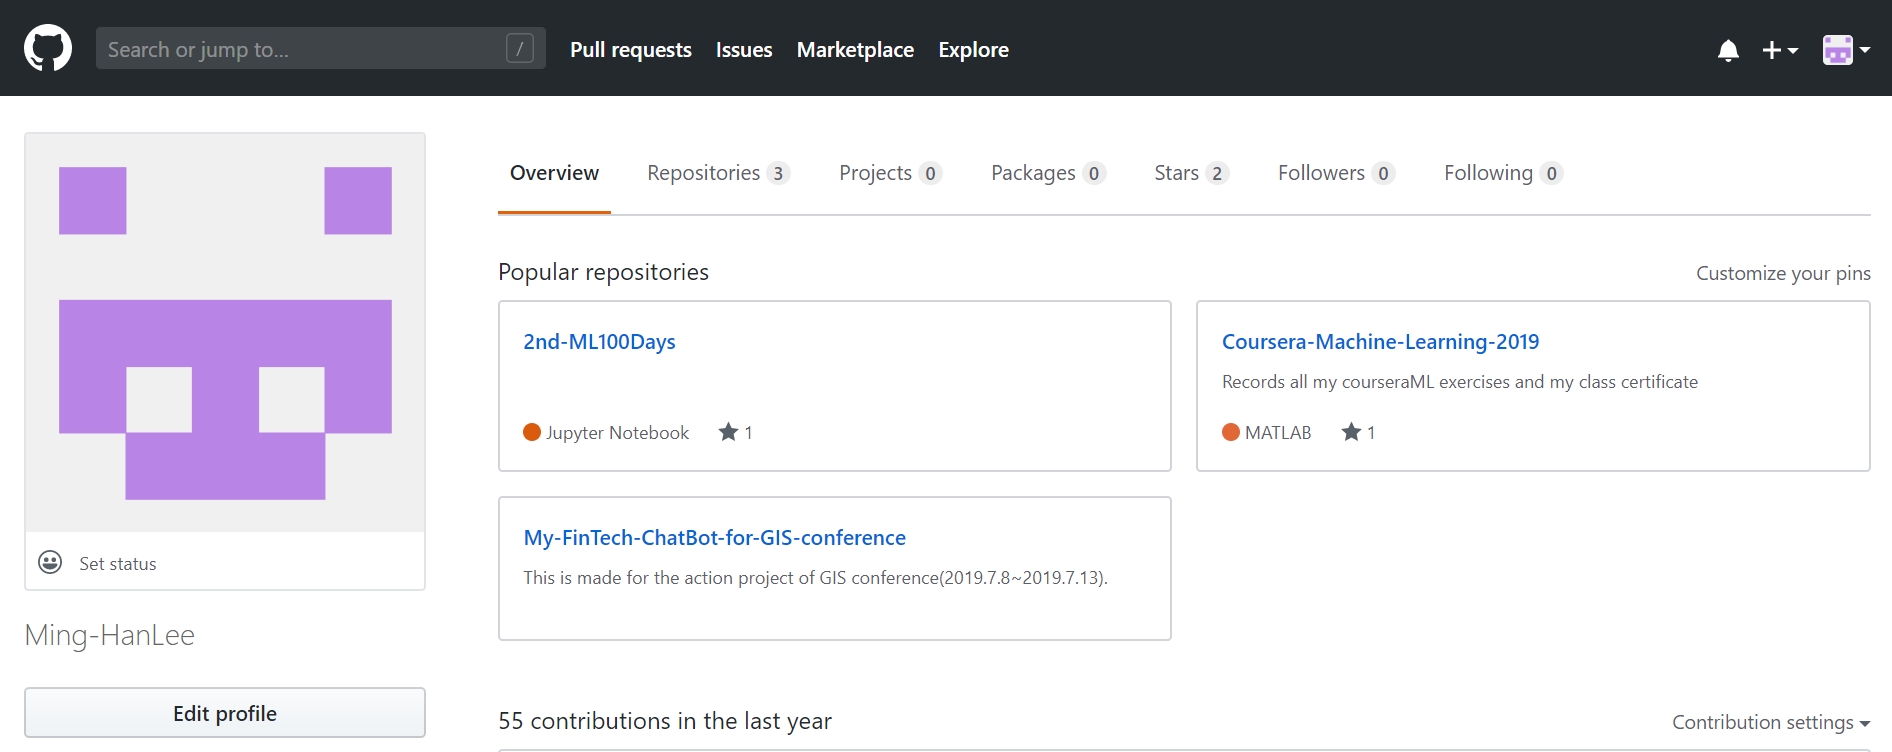 Search or jump to... /
Pull requests Issues Marketplace Explore
Overview Repositories 3 Projects 0 Packages 0 Stars 2 Followers 0 Following 0
Popular repositories Customize your pins
2nd-ML100Days
Jupyter Notebook 1
Coursera-Machine-Learning-2019
Records all my courseraML exercises and my class certificate
MATLAB 1
My-FinTech-ChatBot-for-GIS-conference
This is made for the action project of GIS conference(2019.7.8~2019.7.13).
Set status
Ming-HanLee
Edit profile
55 contributions in the last year Contribution settings